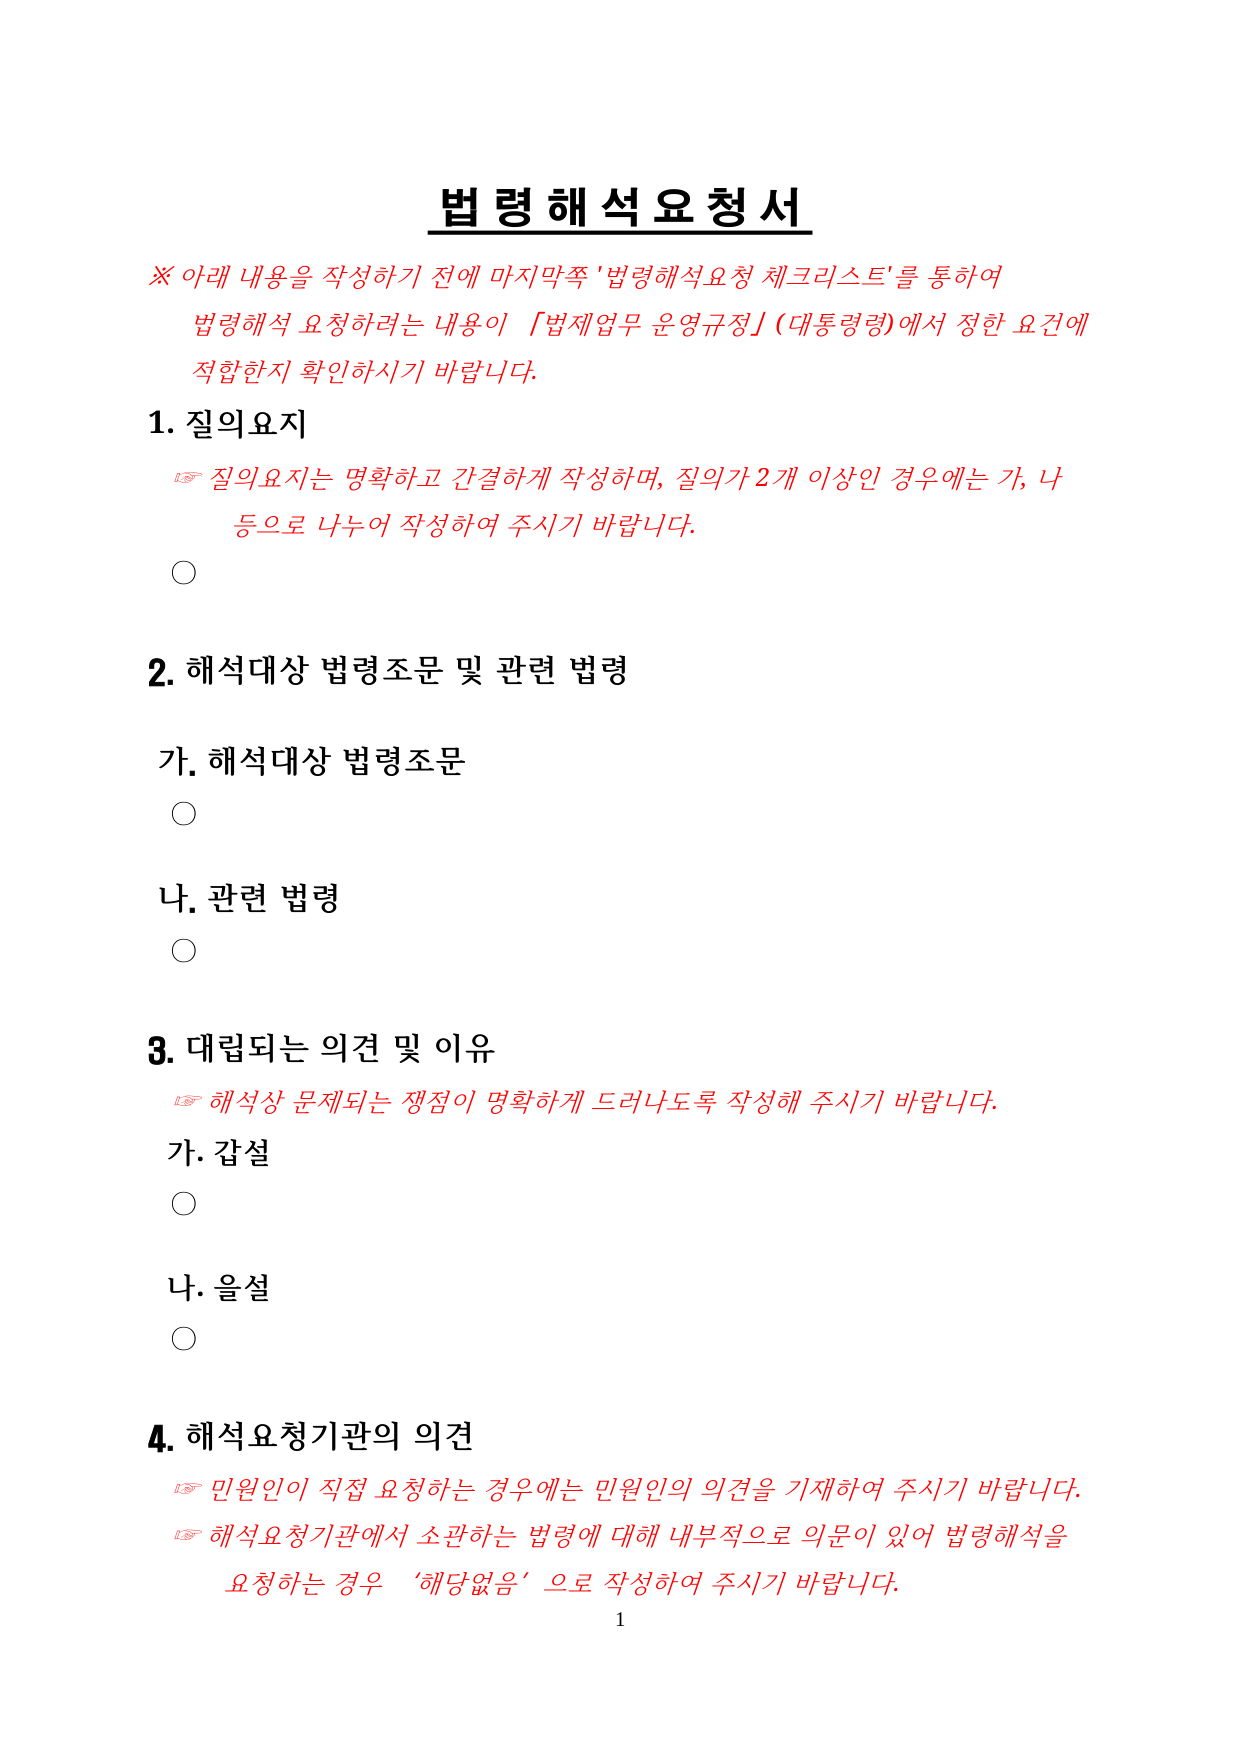 법령해석요청서
※ 아래 내용을 작성하기 전에 마지막쪽 '법령해석요청 체크리스트'를 통하여
법령해석 요청하려는 내용이 「법제업무 운영규정」(대통령령)에서 정한 요건에
적합한지 확인하시기 바랍니다.
1. 질의요지
☞ 질의요지는 명확하고 간결하게 작성하며, 질의가 2개 이상인 경우에는 가, 나
등으로 나누어 작성하여 주시기 바랍니다.
○
2. 해석대상 법령조문 및 관련 법령
가. 해석대상 법령조문
○
나. 관련 법령
○
3. 대립되는 의견 및 이유
☞ 해석상 문제되는 쟁점이 명확하게 드러나도록 작성해 주시기 바랍니다.
가. 갑설
○
나. 을설
○
4. 해석요청기관의 의견
☞ 민원인이 직접 요청하는 경우에는 민원인의 의견을 기재하여 주시기 바랍니다.
☞ 해석요청기관에서 소관하는 법령에 대해 내부적으로 의문이 있어 법령해석을
요청하는 경우 ‘해당없음’으로 작성하여 주시기 바랍니다.
1